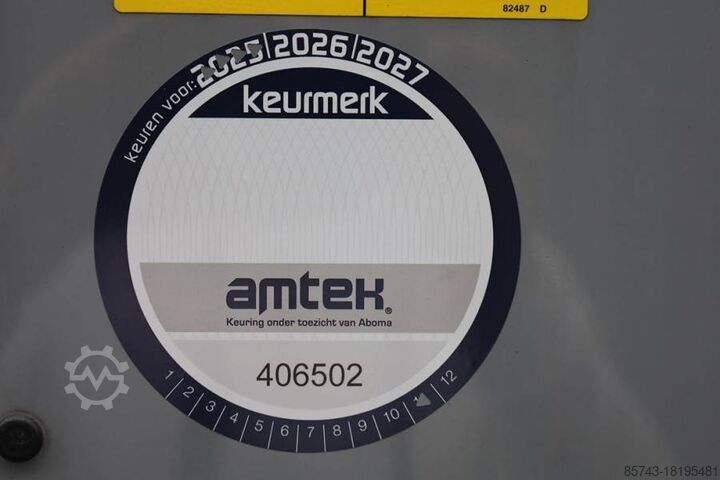 82487 D
keuren voor: 2025 2026 2027
keurmerk
amtek®
Keuring onder toezicht van Aboma
406502
1 2 3 4 5 6 7 8 9 10 12
85743-18195481